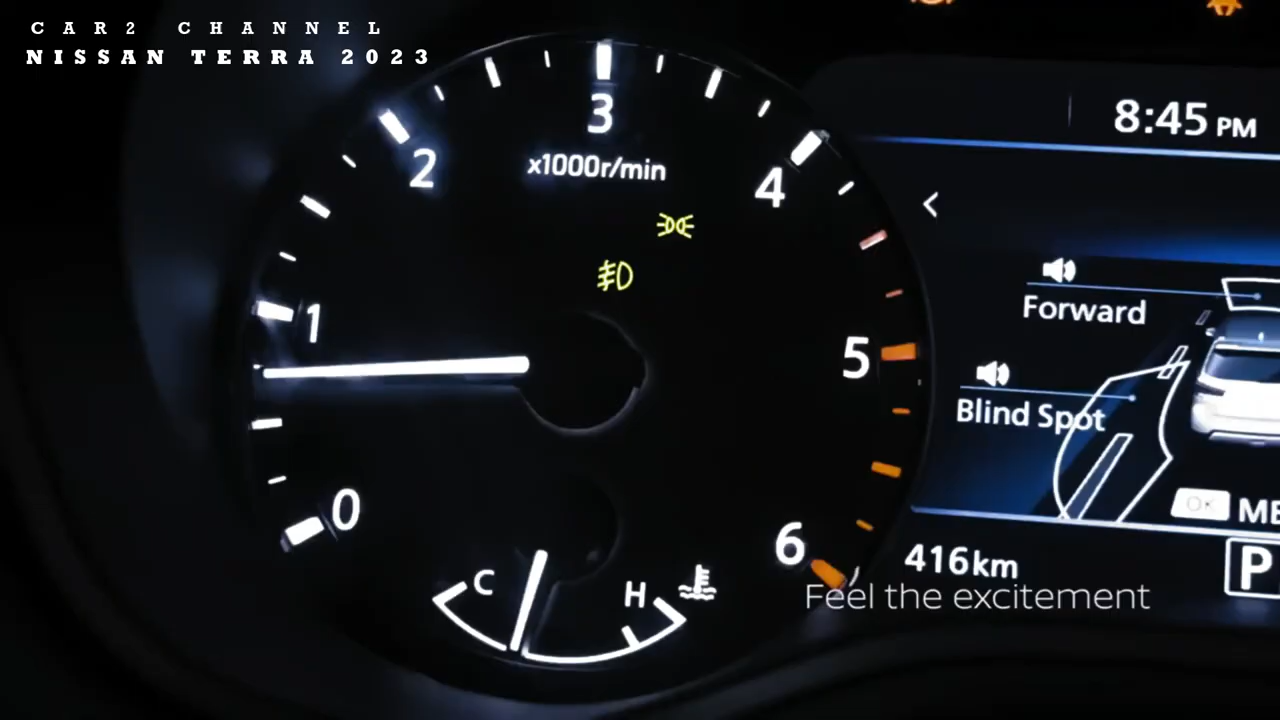 CAR2 CHANNEL
NISSAN TERRA 2023
3
2
x1000r/min
4
8:45 PM
1
Forward
5
Blind Spot
0
OK
6
416km
P
C
H
Feel the excitement